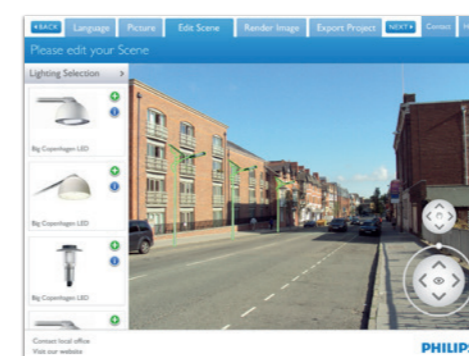 BACK Language Picture Edit Scene Render Image Export Project NEXT Contact
Please edit your Scene
Lighting Selection
Big Copenhagen LED
Big Copenhagen LED
Big Copenhagen LED
Contact local office
Visit our website
PHILIPS